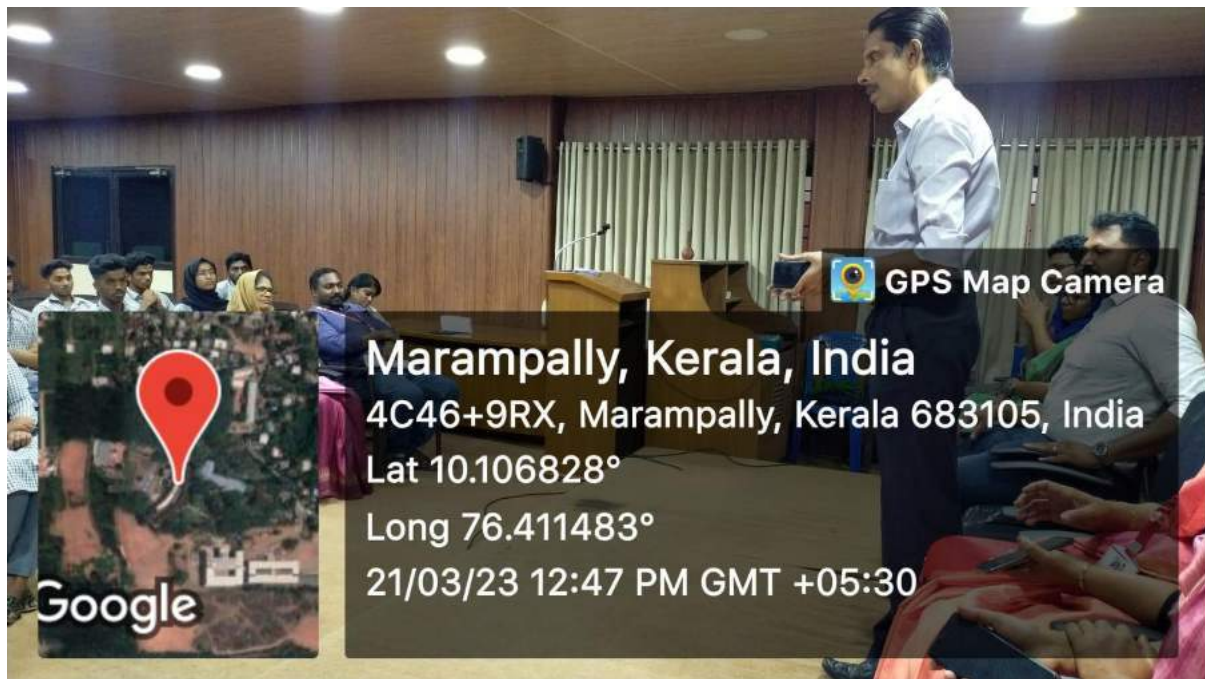 GPS Map Camera
Marampally, Kerala, India
4C46+9RX, Marampally, Kerala 683105, India
Lat 10.106828°
Long 76.411483°
21/03/23 12:47 PM GMT +05:30
Google